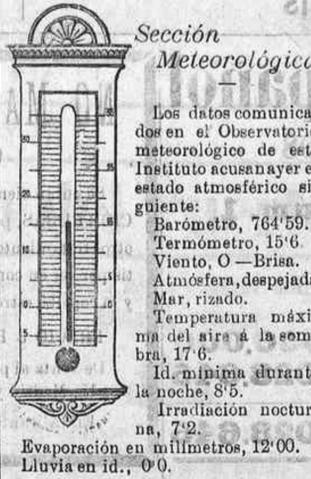 Sección
Meteorológica
Los datos comunica
dos en el Observatorio
meteorológico de est
Instituto acusan ayer e
estado atmosférico si
guiente:
Barómetro, 764'59.
Termómetro, 15'6
Viento, O—Brisa.
Atmósfera, despejada
Mar, rizado.
Temperatura máxi
ma del aire á la som
bra, 17'6.
Id. mínima durant
la noche, 8'5.
Irradiación noctur
na, 7'2.
Evaporación en milímetros, 12'00.
Lluvia en id., 0'0.